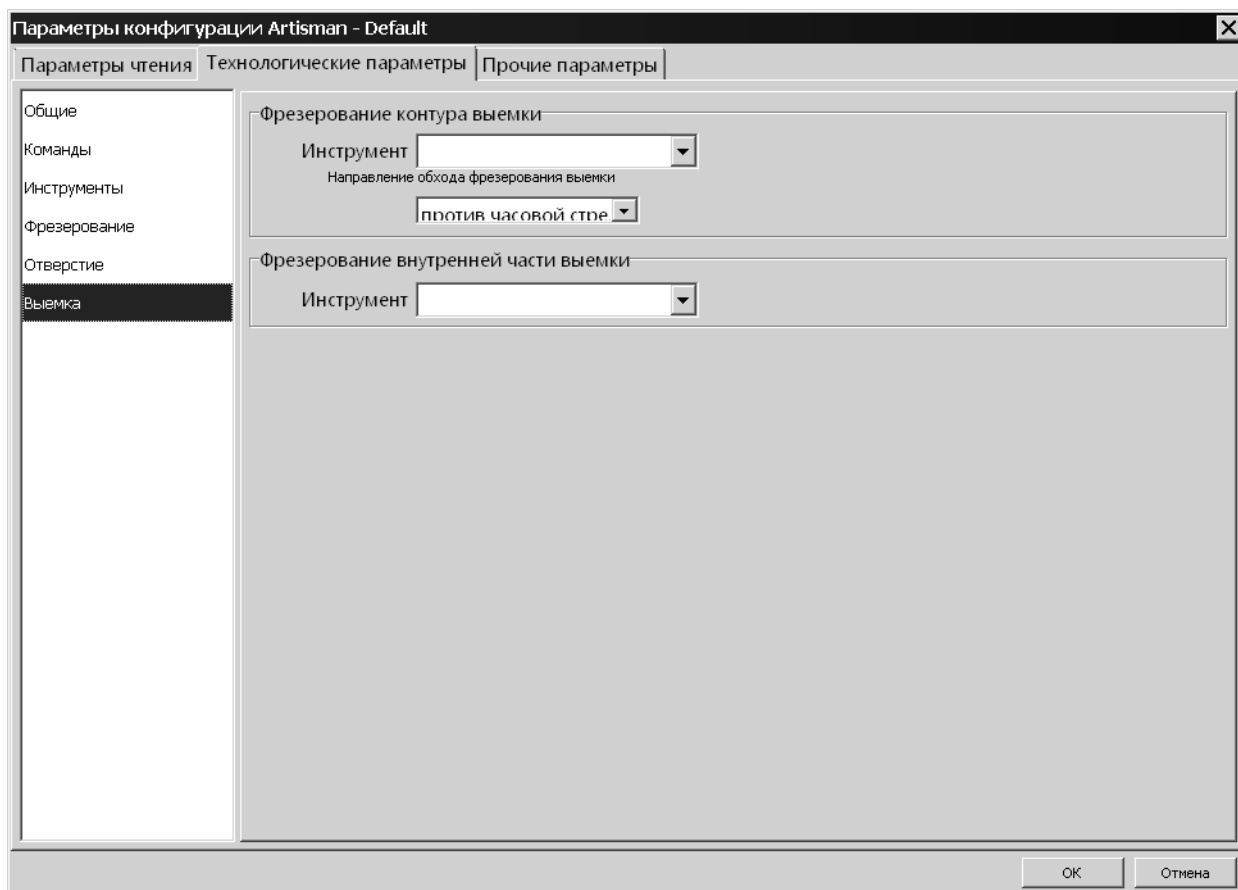 Параметры конфигурации Artisman - Default
Параметры чтения Технологические параметры Прочие параметры
Общие
Команды
Инструменты
Фрезерование
Отверстие
Выемка
Фрезерование контура выемки
Инструмент
Направление обхода фрезерования выемки
против часовой стре
Фрезерование внутренней части выемки
Инструмент
ОК Отмена